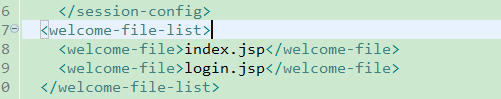 6 </session-config>
7 <welcome-file-list>
8 <welcome-file>index.jsp</welcome-file>
9 <welcome-file>login.jsp</welcome-file>
0 </welcome-file-list>